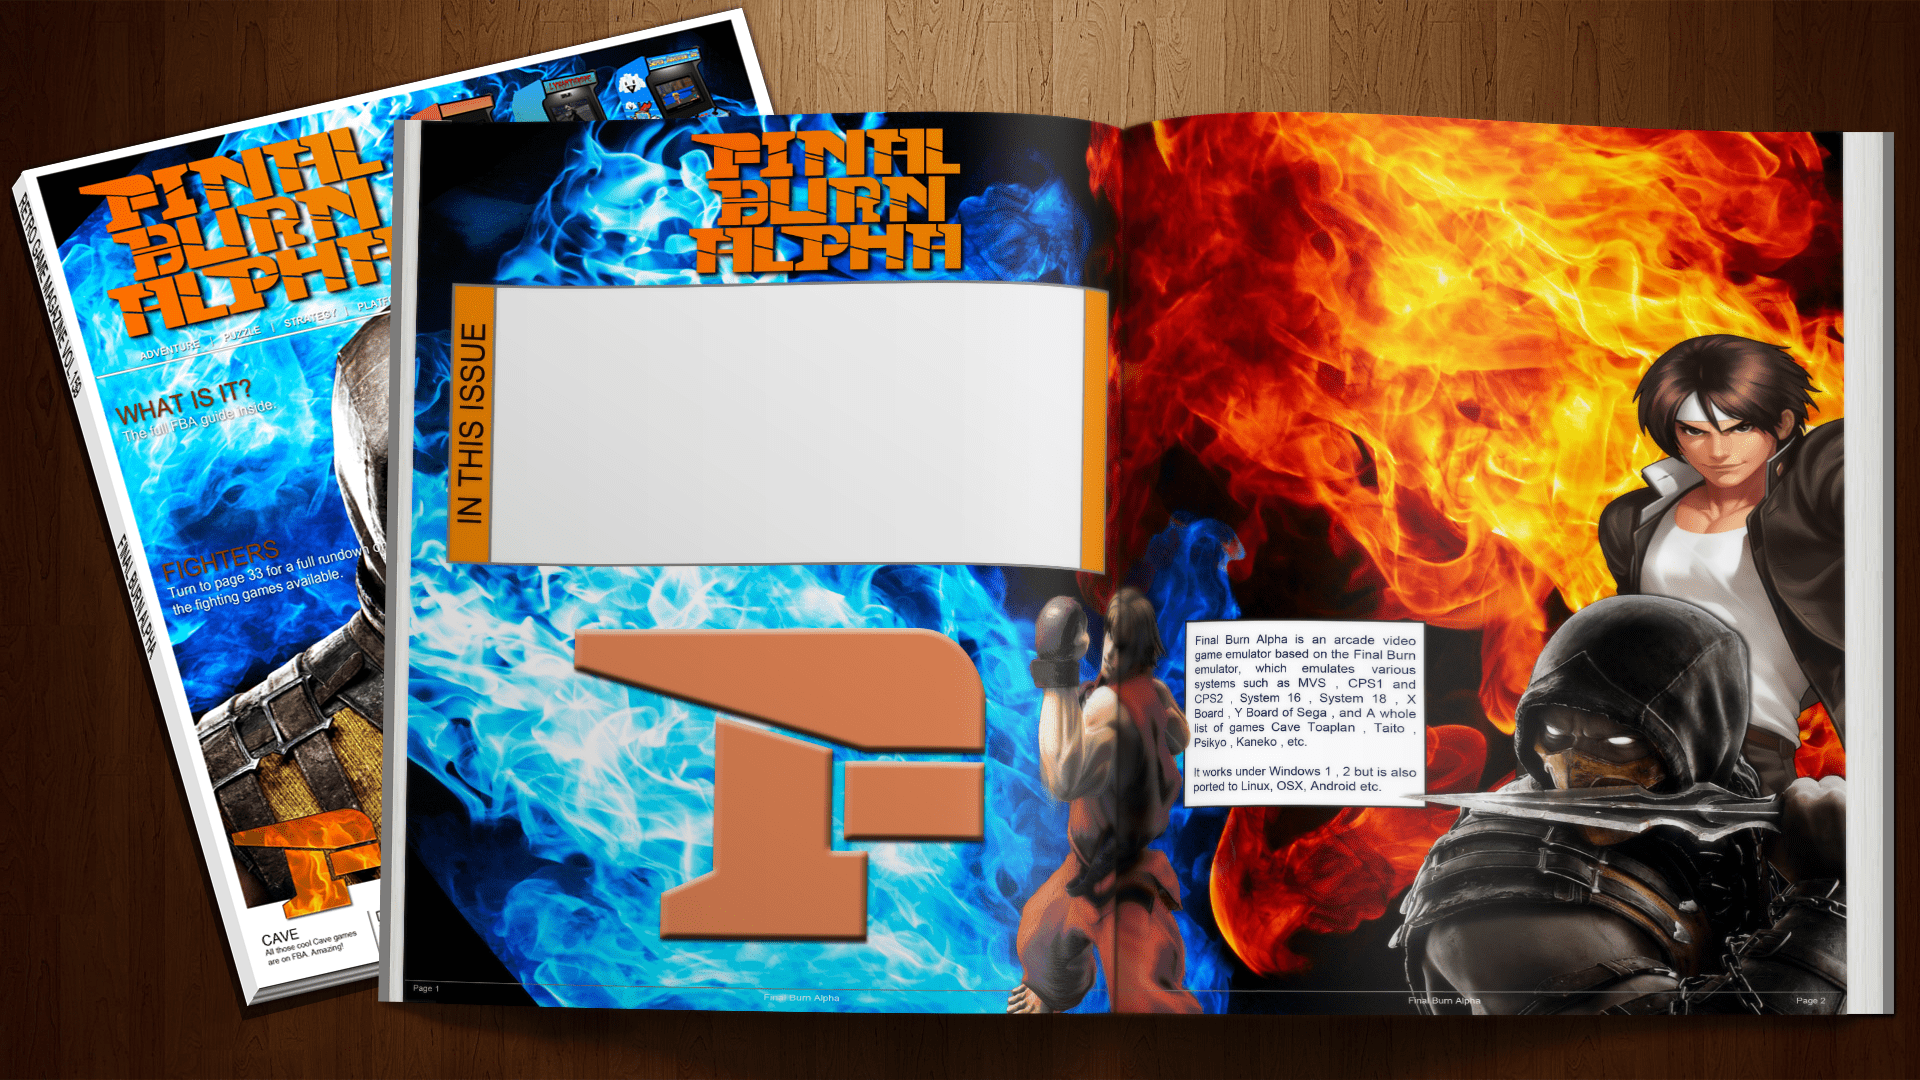 FINAL
BURN
ALPHA
ADVENTURE | PUZZLE | STRATEGY |
WHAT IS IT?
The full FBA guide inside.
FIGHTERS
Turn to page 33 for a full rundown
the fighting games available.
CAVE
All those cool Cave games
are on FBA. Amazing!
RETRO GAME MAGAZINE VOL. 159
FINAL BURN ALPHA
FINAL
BURN
ALPHA
IN THIS ISSUE
Page 1
Final Burn Alpha
Final Burn Alpha is an arcade video
game emulator based on the Final Burn
emulator, which emulates various
systems such as MVS , CPS1 and
CPS2 , System 16 , System 18 , X
Board , Y Board of Sega , and A whole
list of games Cave Toaplan , Taito ,
Psikyo , Kaneko , etc.
It works under Windows 1 , 2 but is also
ported to Linux, OSX, Android etc.
Final Burn Alpha
Page 2